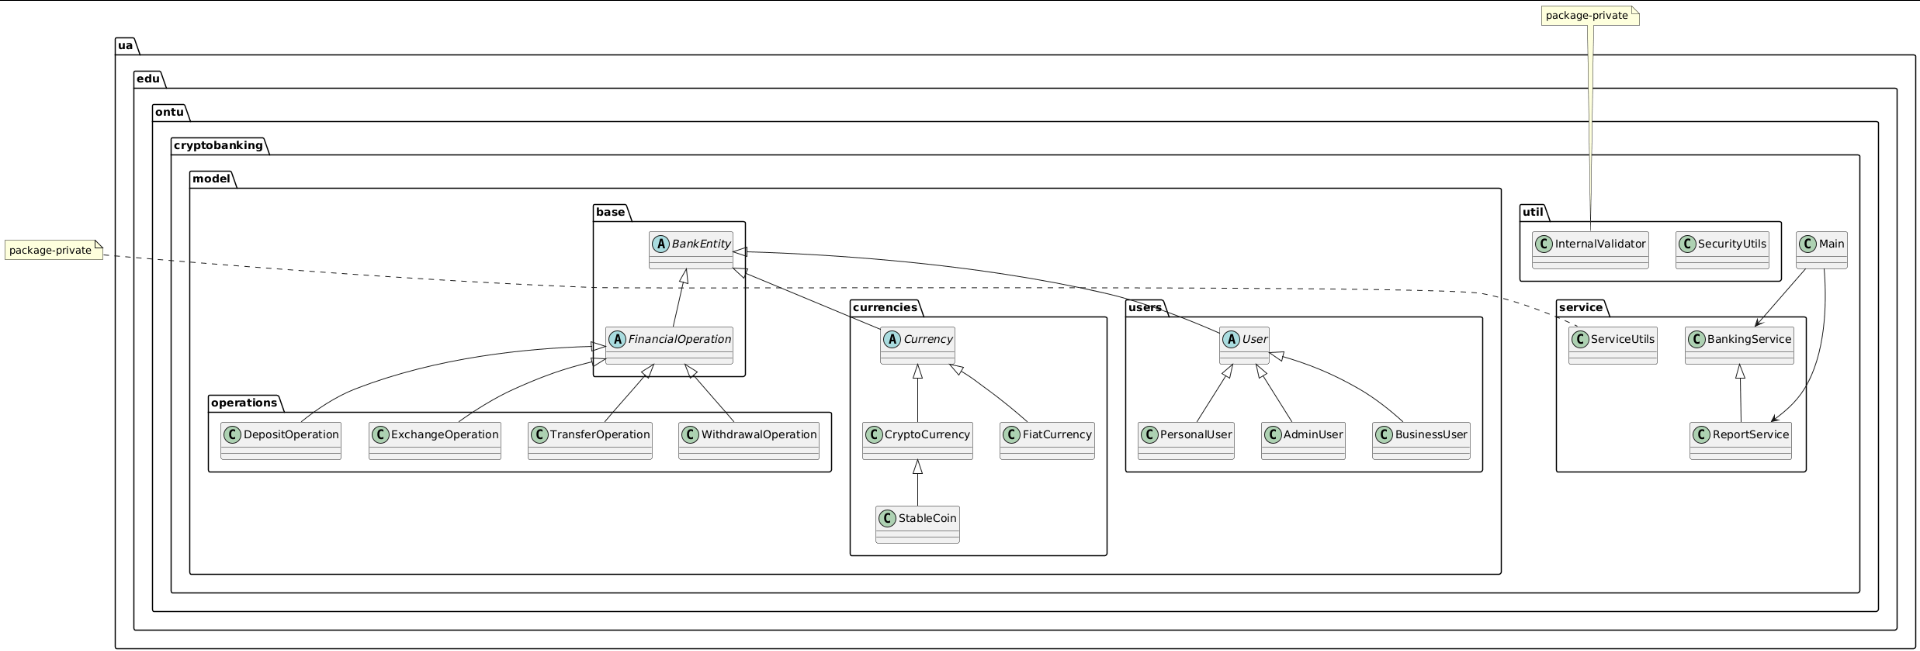 package-private
ua
edu
ontu
cryptobanking
model
base
util
package-private
A BankEntity
C InternalValidator
C SecurityUtils
C Main
currencies
users
service
A FinancialOperation
A Currency
A User
C ServiceUtils
C BankingService
operations
C DepositOperation
C ExchangeOperation
C TransferOperation
C WithdrawalOperation
C CryptoCurrency
C FiatCurrency
C PersonalUser
C AdminUser
C BusinessUser
C ReportService
C StableCoin